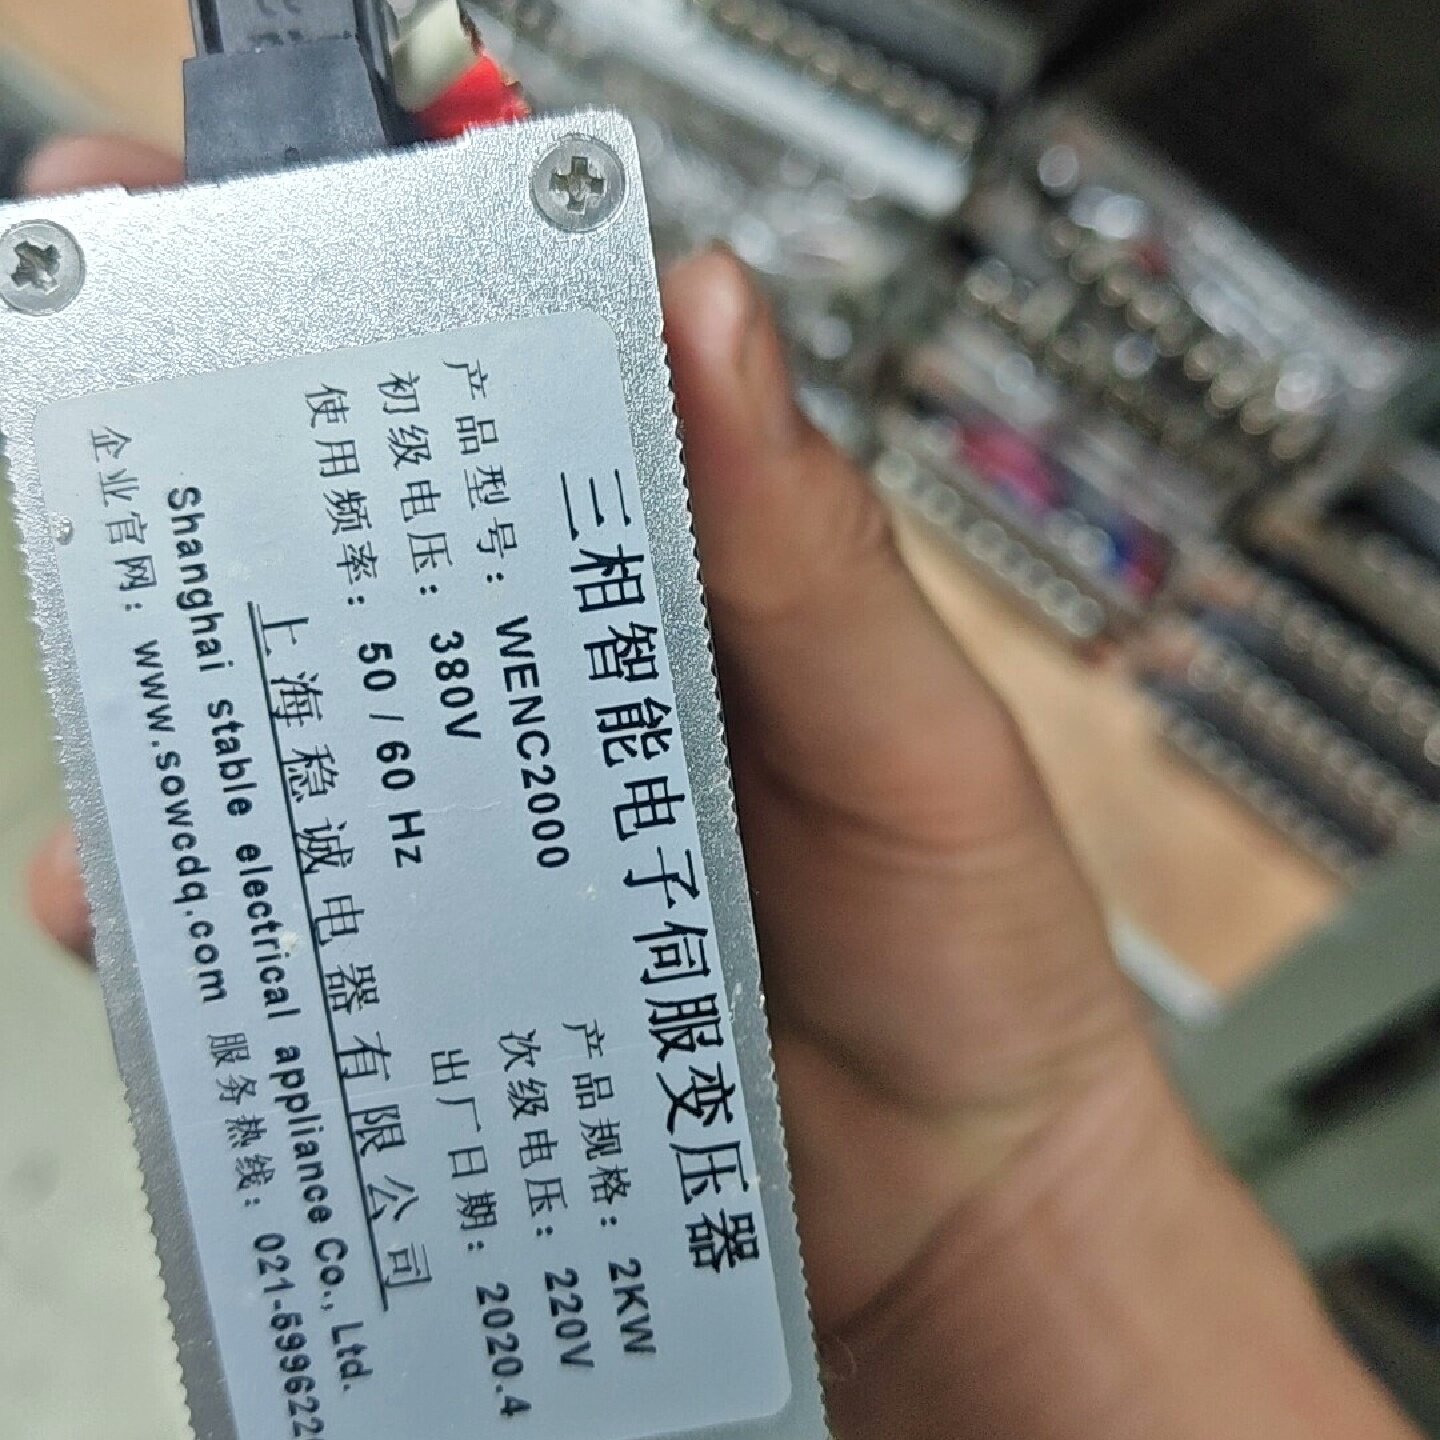 三相智能电子伺服变压器
产品型号：WENC2000 产品规格：2KW
初级电压：380V 次级电压：220V
使用频率：50/60Hz 出厂日期：2020.4
上海稳诚电器有限公司
Shanghai stable electrical appliance Co., Ltd.
企业官网：www.sowcdq.com 服务热线：021-599622